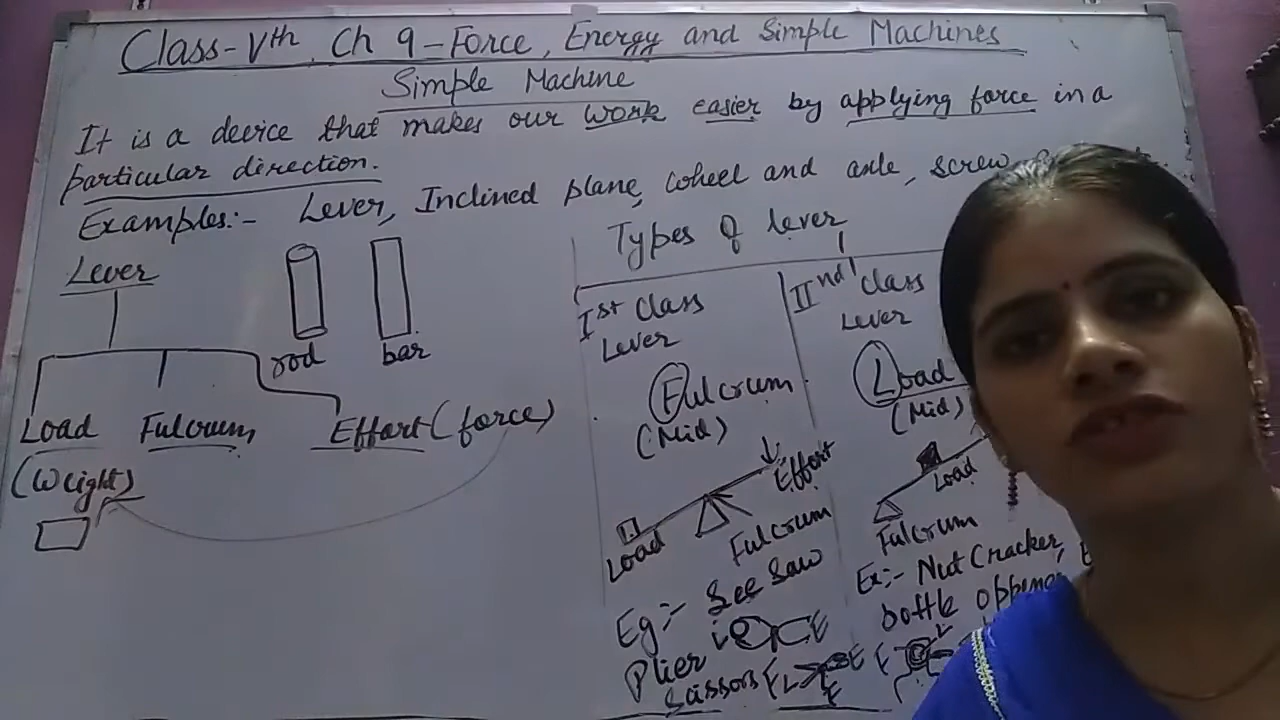 Class-Vth Ch 9-Force, Energy and Simple Machines
Simple Machine
It is a device that makes our work easier by applying force in a
particular direction.
Examples:- Lever, Inclined plane, wheel and axle, screw
Lever
rod
bar
Load
(Weight)
Fulcrum,
Effort (force)
Types of lever
Ist Class
Lever
Fulcrum
(Mid)
Effort
Load
Fulcrum
Eg:- See Saw
Plier L E
Scissors E L E F
IInd Class
Lever
Load
(Mid)
Load
Fulcrum
Ex:- Nut Cracker,
bottle oppener
F L